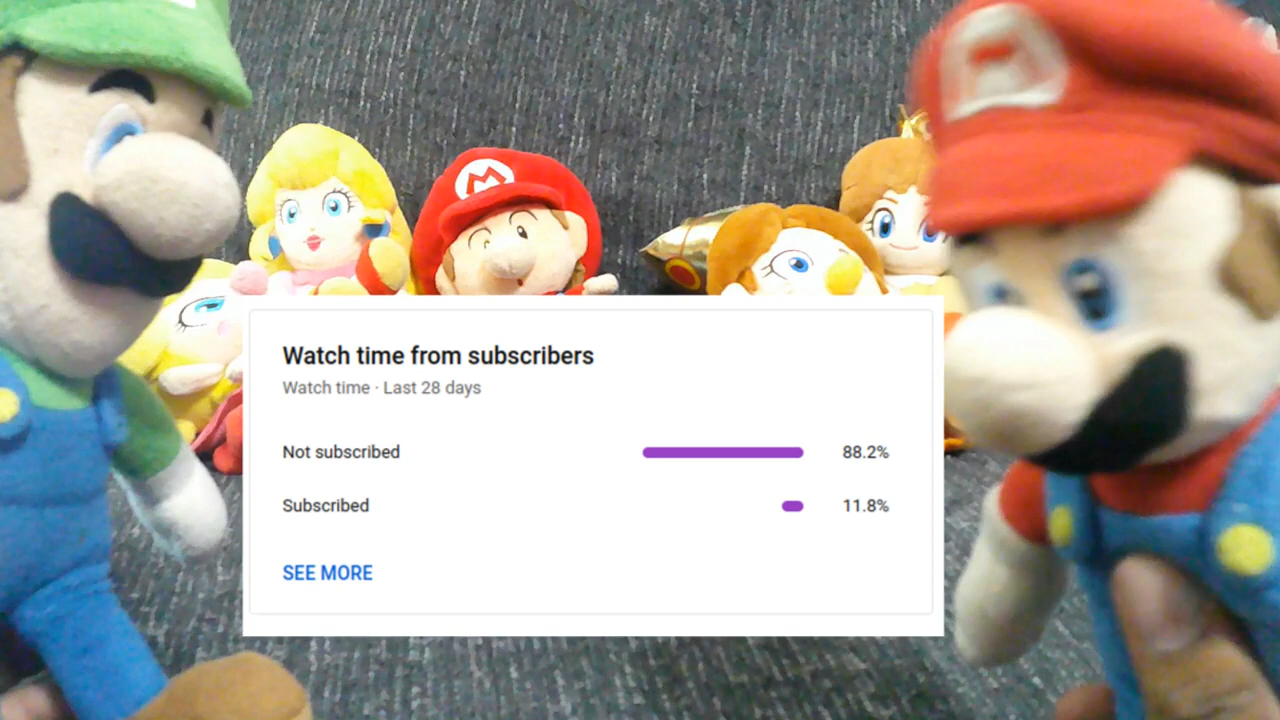 M
Watch time from subscribers
Watch time · Last 28 days
Not subscribed 88.2%
Subscribed 11.8%
SEE MORE